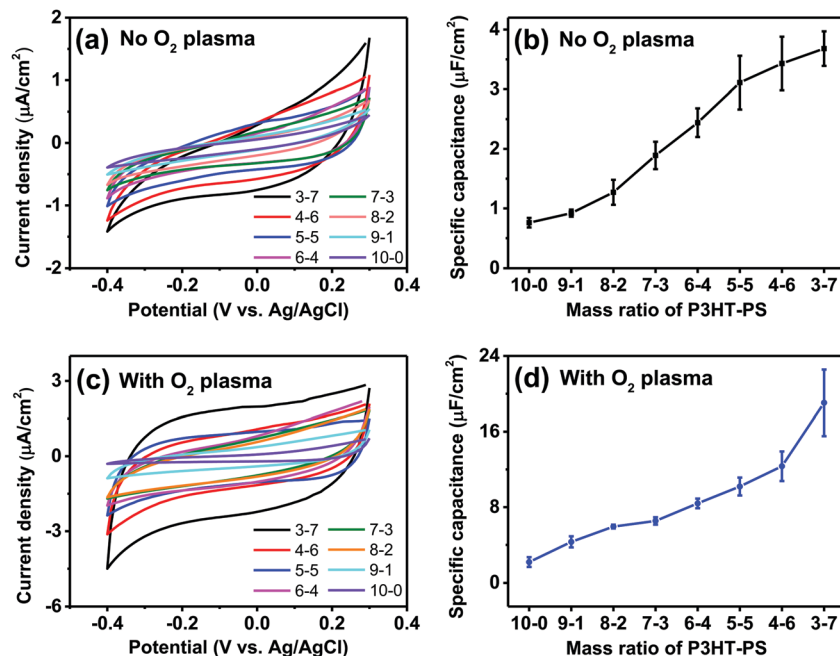 (a) No O₂ plasma
Current density (μA/cm²)
2
1
0
-1
-2
3-7 7-3
4-6 8-2
5-5 9-1
6-4 10-0
-0.4 -0.2 0.0 0.2 0.4
Potential (V vs. Ag/AgCl)
(b) No O₂ plasma
Specific capacitance (μF/cm²)
4
3
2
1
0
10-0 9-1 8-2 7-3 6-4 5-5 4-6 3-7
Mass ratio of P3HT-PS
(c) With O₂ plasma
Current density (μA/cm²)
3
0
-3
-6
3-7 7-3
4-6 8-2
5-5 9-1
6-4 10-0
-0.4 -0.2 0.0 0.2 0.4
Potential (V vs. Ag/AgCl)
(d) With O₂ plasma
Specific capacitance (μF/cm²)
24
18
12
6
0
10-0 9-1 8-2 7-3 6-4 5-5 4-6 3-7
Mass ratio of P3HT-PS